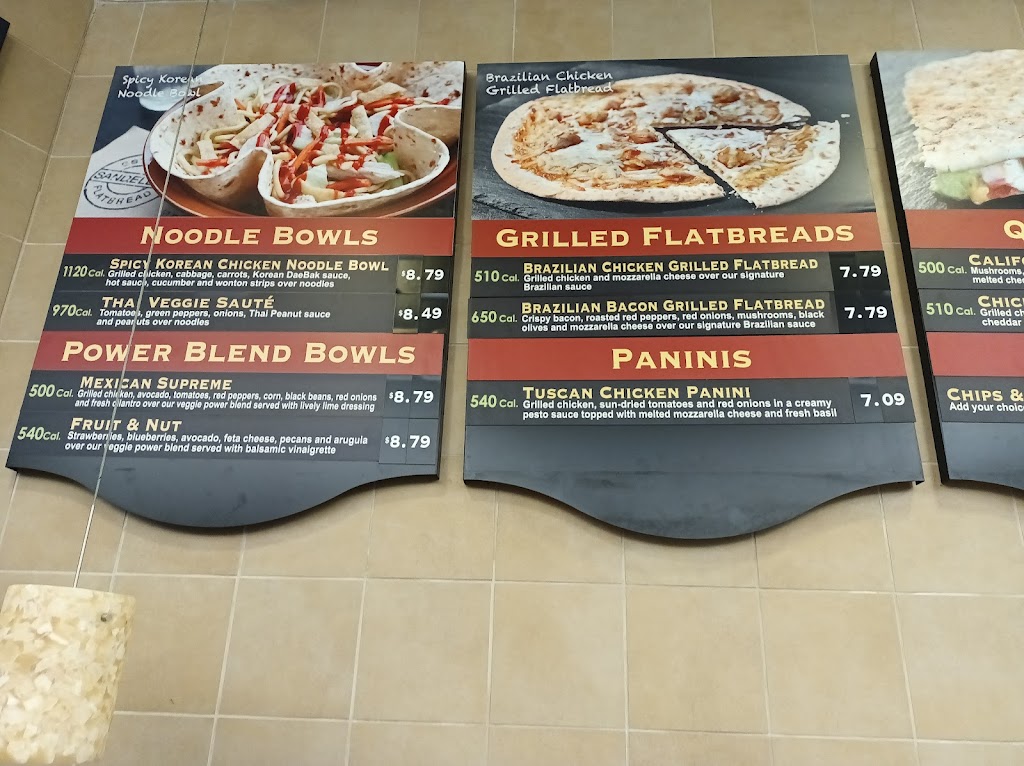 Spicy Korean
Noodle Bowl
SANDELLA'S
FLATBREAD
NOODLE BOWLS
1120 Cal. SPICY KOREAN CHICKEN NOODLE BOWL $8.79
Grilled chicken, cabbage, carrots, Korean DaeBak sauce,
hot sauce, cucumber and wonton strips over noodles
970Cal. THAI VEGGIE SAUTÉ $8.49
Tomatoes, green peppers, onions, Thai Peanut sauce
and peanuts over noodles
POWER BLEND BOWLS
500 Cal. MEXICAN SUPREME $8.79
Grilled chicken, avocado, tomatoes, red peppers, corn, black beans, red onions
and fresh cilantro over our veggie power blend served with lively lime dressing
540Cal. FRUIT & NUT $8.79
Strawberries, blueberries, avocado, feta cheese, pecans and arugula
over our veggie power blend served with balsamic vinaigrette
Brazilian Chicken
Grilled Flatbread
GRILLED FLATBREADS
510 Cal. BRAZILIAN CHICKEN GRILLED FLATBREAD 7.79
Grilled chicken and mozzarella cheese over our signature
Brazilian sauce
650 Cal. BRAZILIAN BACON GRILLED FLATBREAD 7.79
Crispy bacon, roasted red peppers, red onions, mushrooms, black
olives and mozzarella cheese over our signature Brazilian sauce
PANINIS
540 Cal. TUSCAN CHICKEN PANINI 7.09
Grilled chicken, sun-dried tomatoes and red onions in a creamy
pesto sauce topped with melted mozzarella cheese and fresh basil
Q
500 Cal. CALIFO
Mushrooms,
melted chee
510 Cal. CHICK
Grilled ch
cheddar
CHIPS &
Add your choic